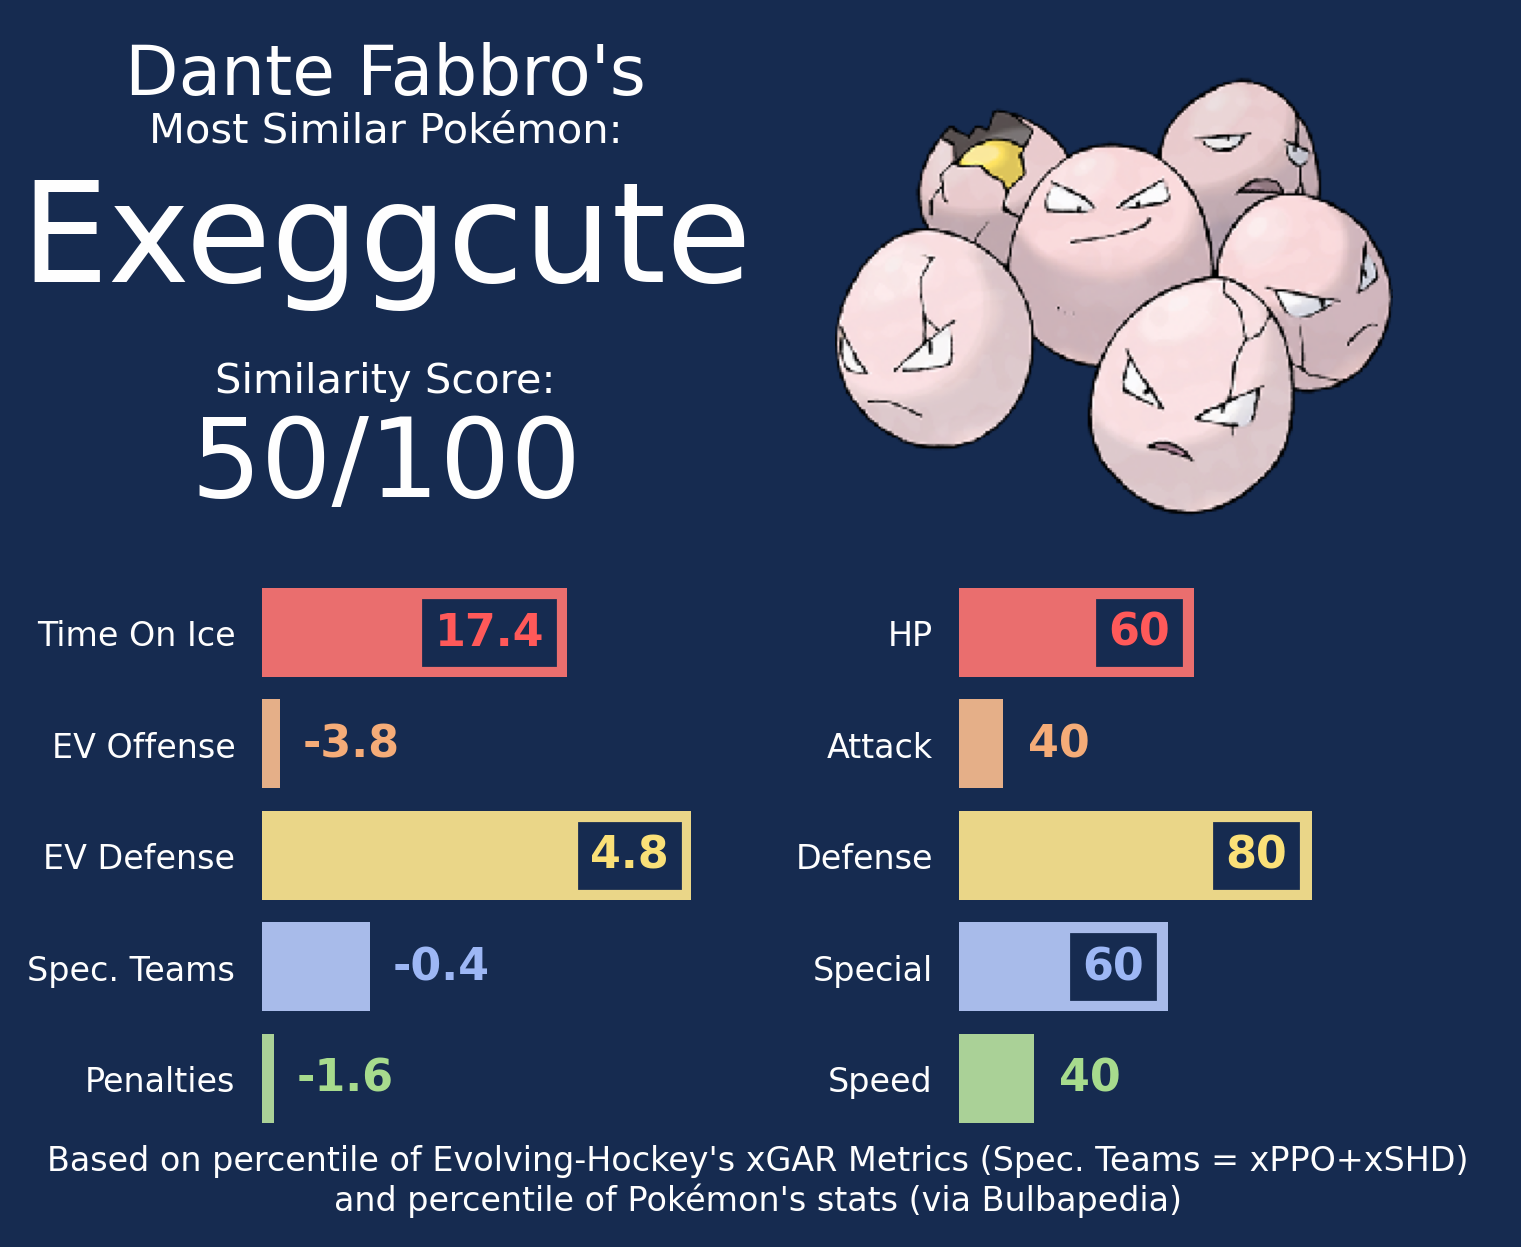 Dante Fabbro's
Most Similar Pokémon:
Exeggcute
Similarity Score:
50/100
Time On Ice 17.4
EV Offense -3.8
EV Defense 4.8
Spec. Teams -0.4
Penalties -1.6
HP 60
Attack 40
Defense 80
Special 60
Speed 40
Based on percentile of Evolving-Hockey's xGAR Metrics (Spec. Teams = xPPO+xSHD)
and percentile of Pokémon's stats (via Bulbapedia)